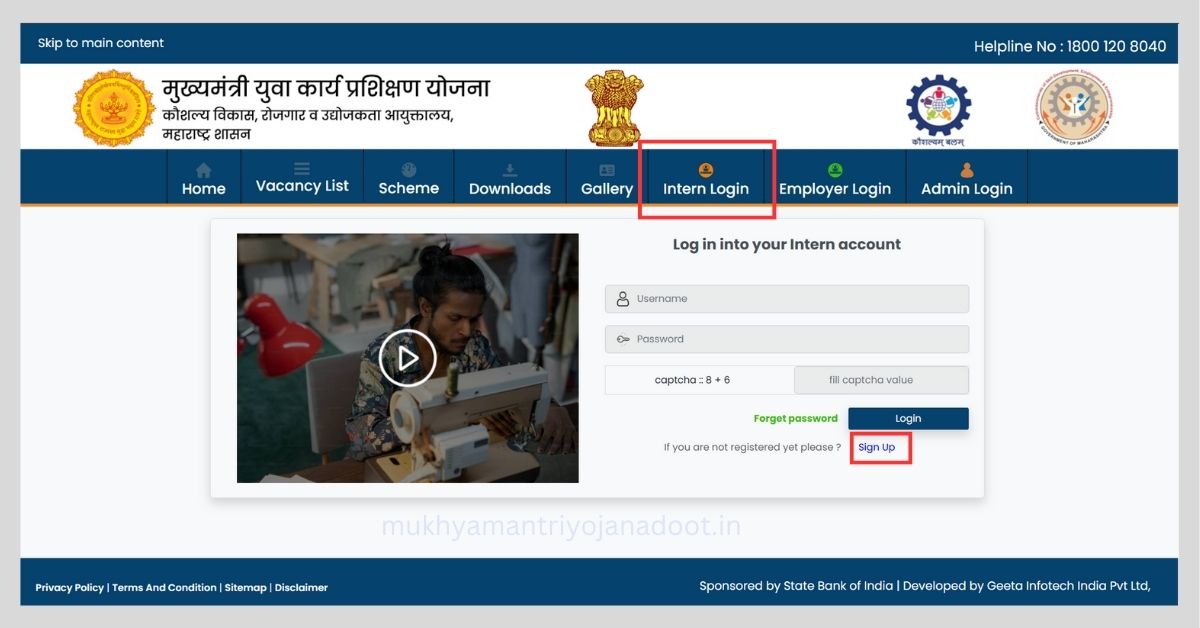 Skip to main content
Helpline No : 1800 120 8040
मुख्यमंत्री युवा कार्य प्रशिक्षण योजना
कौशल्य विकास, रोजगार व उद्योजकता आयुक्तालय,
महाराष्ट्र शासन
कौशल्यम् बलम्
Home
Vacancy List
Scheme
Downloads
Gallery
Intern Login
Employer Login
Admin Login
Log in into your Intern account
Username
Password
captcha :: 8 + 6
fill captcha value
Forget password
Login
If you are not registered yet please ?
Sign Up
mukhyamantriyojanadoot.in
Privacy Policy | Terms And Condition | Sitemap | Disclaimer
Sponsored by State Bank of India | Developed by Geeta Infotech India Pvt Ltd,